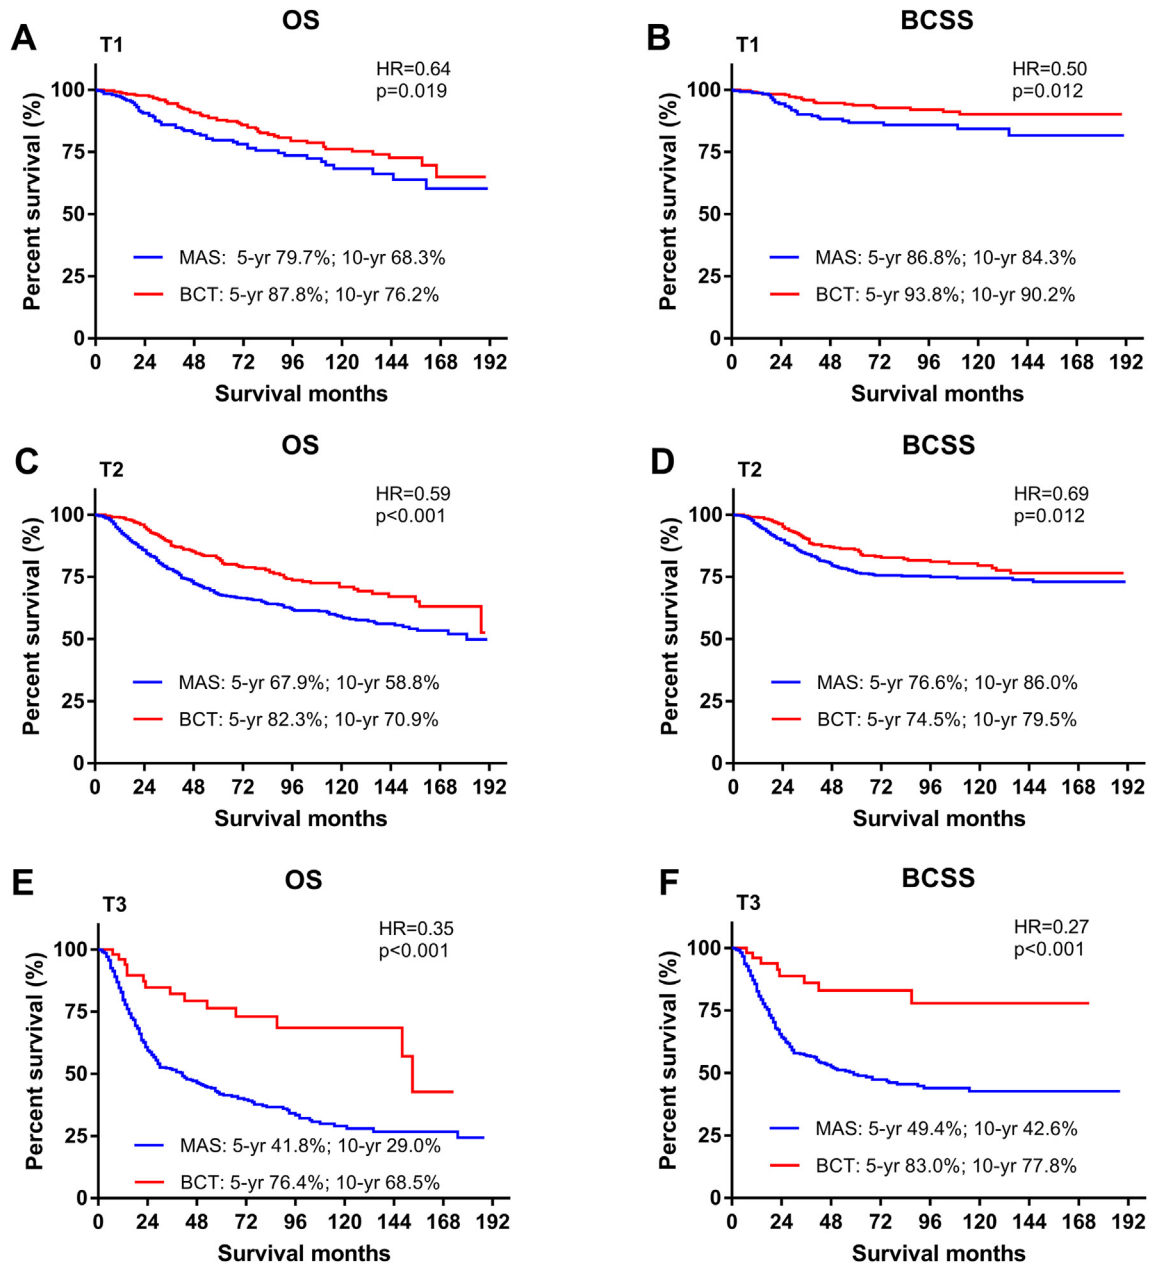 A
OS
T1
HR=0.64
p=0.019
Percent survival (%)
100
75
50
25
0
MAS: 5-yr 79.7%; 10-yr 68.3%
BCT: 5-yr 87.8%; 10-yr 76.2%
0 24 48 72 96 120 144 168 192
Survival months
B
BCSS
T1
HR=0.50
p=0.012
Percent survival (%)
100
75
50
25
0
MAS: 5-yr 86.8%; 10-yr 84.3%
BCT: 5-yr 93.8%; 10-yr 90.2%
0 24 48 72 96 120 144 168 192
Survival months
C
OS
T2
HR=0.59
p<0.001
Percent survival (%)
100
75
50
25
0
MAS: 5-yr 67.9%; 10-yr 58.8%
BCT: 5-yr 82.3%; 10-yr 70.9%
0 24 48 72 96 120 144 168 192
Survival months
D
BCSS
T2
HR=0.69
p=0.012
Percent survival (%)
100
75
50
25
0
MAS: 5-yr 76.6%; 10-yr 86.0%
BCT: 5-yr 74.5%; 10-yr 79.5%
0 24 48 72 96 120 144 168 192
Survival months
E
OS
T3
HR=0.35
p<0.001
Percent survival (%)
100
75
50
25
0
MAS: 5-yr 41.8%; 10-yr 29.0%
BCT: 5-yr 76.4%; 10-yr 68.5%
0 24 48 72 96 120 144 168 192
Survival months
F
BCSS
T3
HR=0.27
p<0.001
Percent survival (%)
100
75
50
25
0
MAS: 5-yr 49.4%; 10-yr 42.6%
BCT: 5-yr 83.0%; 10-yr 77.8%
0 24 48 72 96 120 144 168 192
Survival months